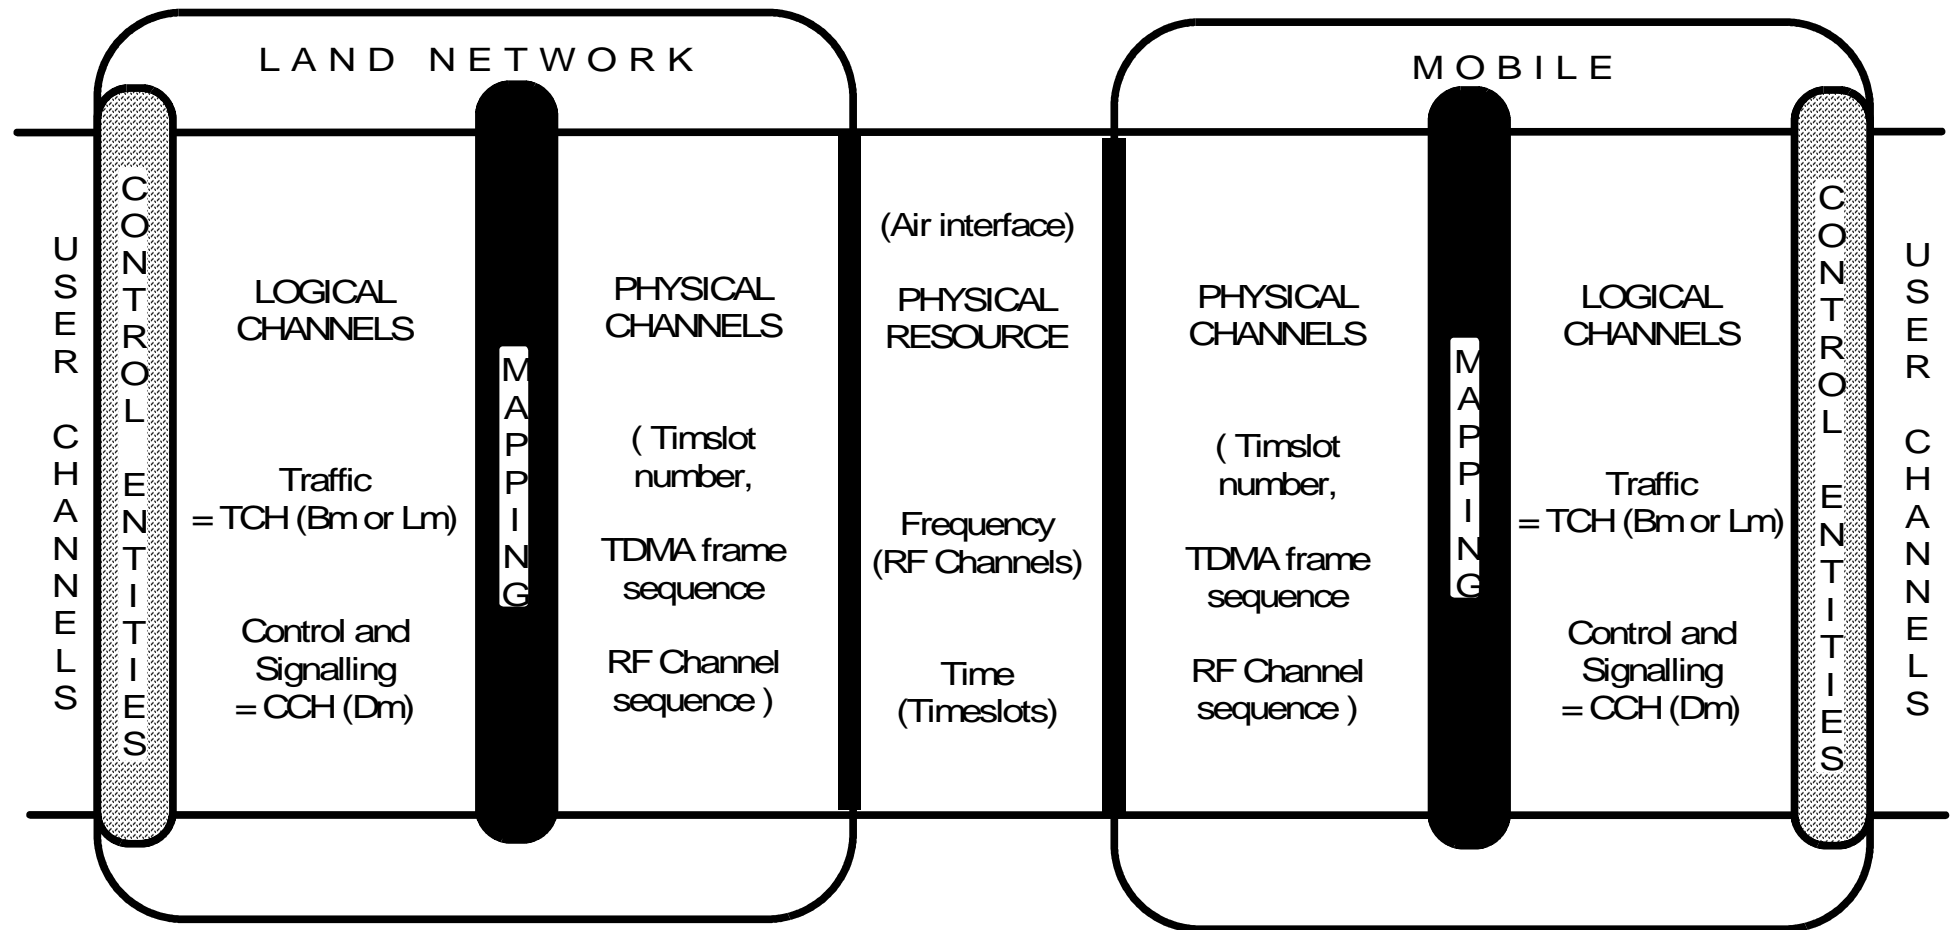 LAND NETWORK
MOBILE
USER CHANNELS
CONTROL ENTITIES
LOGICAL
CHANNELS
Traffic
= TCH (Bm or Lm)
Control and
Signalling
= CCH (Dm)
MAPPING
PHYSICAL
CHANNELS
( Timslot
number,
TDMA frame
sequence
RF Channel
sequence )
(Air interface)
PHYSICAL
RESOURCE
Frequency
(RF Channels)
Time
(Timeslots)
PHYSICAL
CHANNELS
( Timslot
number,
TDMA frame
sequence
RF Channel
sequence )
MAPPING
LOGICAL
CHANNELS
Traffic
= TCH (Bm or Lm)
Control and
Signalling
= CCH (Dm)
CONTROL ENTITIES
USER CHANNELS